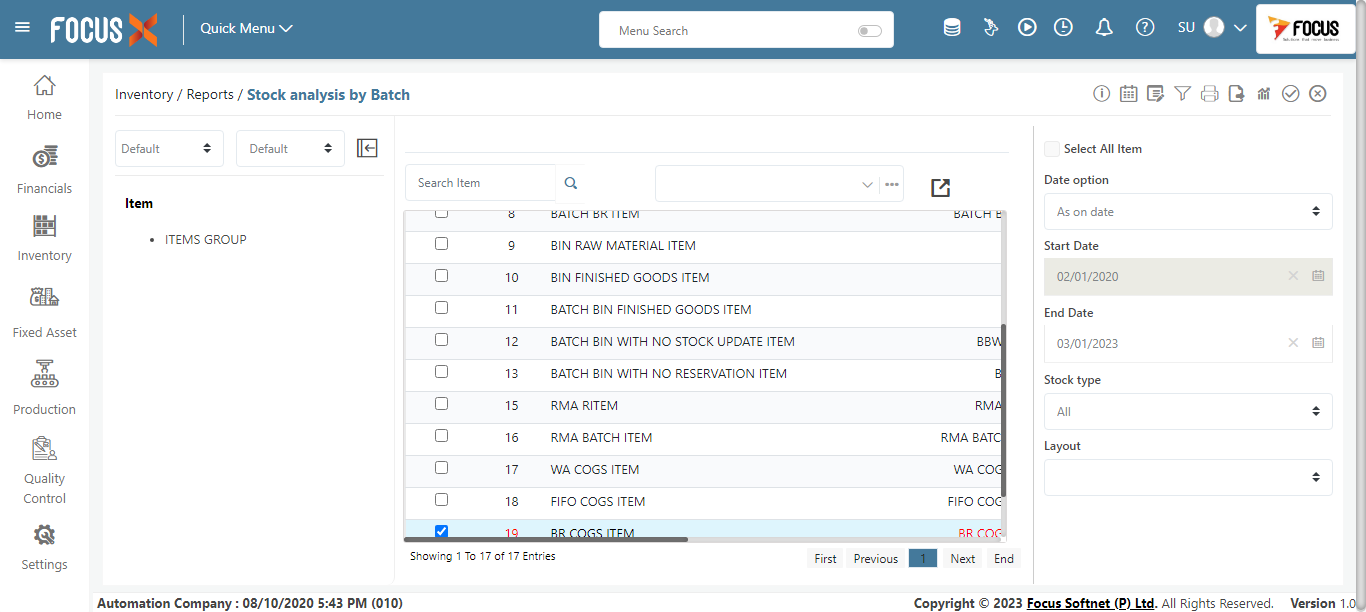 FOCUS X
Quick Menu
Menu Search
SU
FOCUS
Home
Financials
Inventory
Fixed Asset
Production
Quality
Control
Settings
Inventory / Reports / Stock analysis by Batch
Default
Default
Item
ITEMS GROUP
Search Item
8 BATCH BR ITEM BATCH B
9 BIN RAW MATERIAL ITEM
10 BIN FINISHED GOODS ITEM
11 BATCH BIN FINISHED GOODS ITEM
12 BATCH BIN WITH NO STOCK UPDATE ITEM BBW
13 BATCH BIN WITH NO RESERVATION ITEM B
15 RMA RITEM RMA
16 RMA BATCH ITEM RMA BATC
17 WA COGS ITEM WA COG
18 FIFO COGS ITEM FIFO COG
19 BR COGS ITEM BR COG
Showing 1 To 17 of 17 Entries
First Previous 1 Next End
Select All Item
Date option
As on date
Start Date
02/01/2020
End Date
03/01/2023
Stock type
All
Layout
Automation Company : 08/10/2020 5:43 PM (010)
Copyright © 2023 Focus Softnet (P) Ltd. All Rights Reserved. Version 1.0